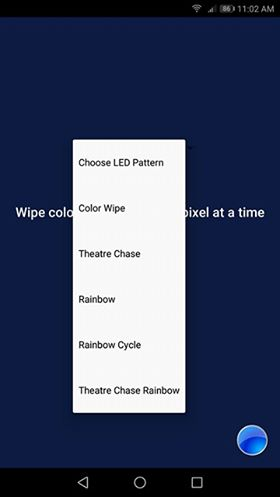 86 11:02 AM
Choose LED Pattern
Color Wipe
Wipe colo pixel at a time
Theatre Chase
Rainbow
Rainbow Cycle
Theatre Chase Rainbow